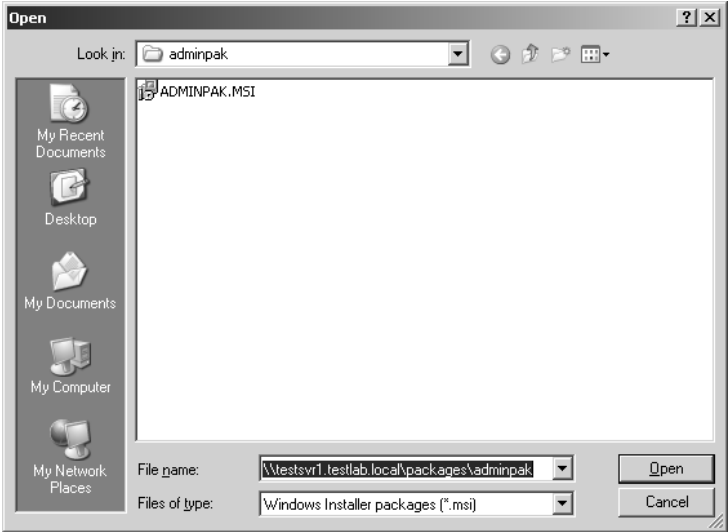 Open
Look in:
adminpak
ADMINPAK.MSI
My Recent
Documents
Desktop
My Documents
My Computer
My Network
Places
File name:
\\testsvr1.testlab.local\packages\adminpak
Open
Files of type:
Windows Installer packages (*.msi)
Cancel